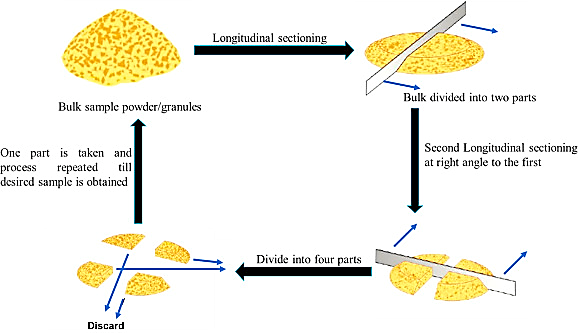 Longitudinal sectioning
Bulk sample powder/granules
Bulk divided into two parts
One part is taken and
process repeated till
desired sample is obtained
Second Longitudinal sectioning
at right angle to the first
Divide into four parts
Discard